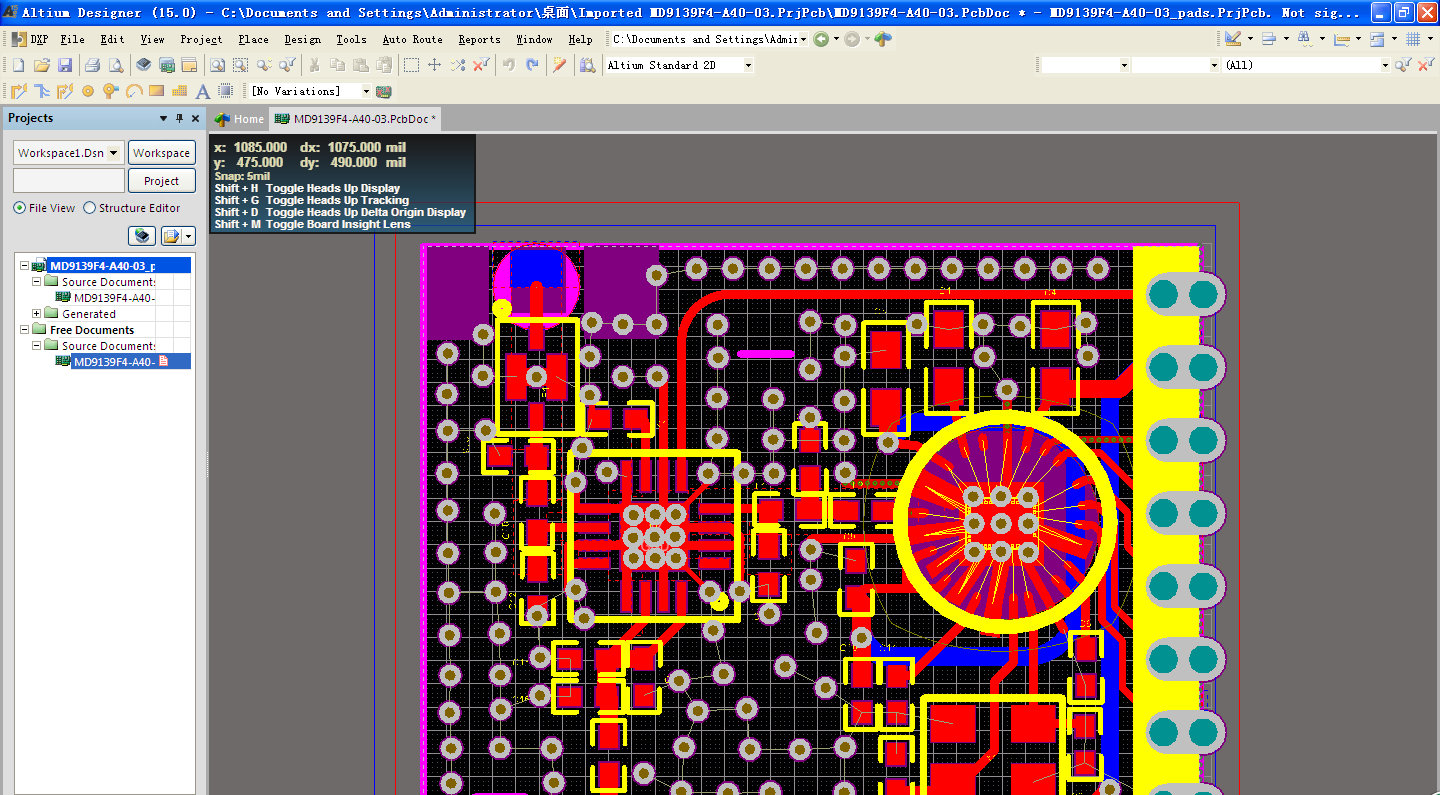 Altium Designer (15.0) - C:\Documents and Settings\Administrator\桌面\Imported MD9139F4-A40-03.PrjPcb\MD9139F4-A40-03.PcbDoc * - MD9139F4-A40-03_pads.PrjPcb. Not sig...
DXP File Edit View Project Place Design Tools Auto Route Reports Window Help C:\Documents and Settings\Admir
Altium Standard 2D (All)
[No Variations]
Projects
Home MD9139F4-A40-03.PcbDoc *
Workspace1.Dsn Workspace
Project
File View Structure Editor
MD9139F4-A40-03_p
Source Documents
MD9139F4-A40-
Generated
Free Documents
Source Documents
MD9139F4-A40-
x: 1085.000 dx: 1075.000 mil
y: 475.000 dy: 490.000 mil
Snap: 5mil
Shift + H Toggle Heads Up Display
Shift + G Toggle Heads Up Tracking
Shift + D Toggle Heads Up Delta Origin Display
Shift + M Toggle Board Insight Lens